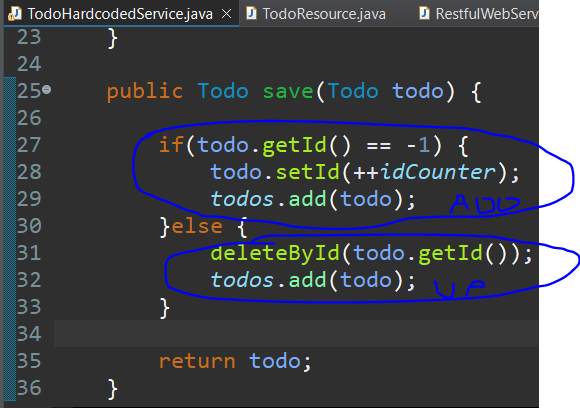 TodoHardcodedService.java TodoResource.java RestfulWebServ
23 }
24
25 public Todo save(Todo todo) {
26
27 if(todo.getId() == -1) {
28 todo.setId(++idCounter);
29 todos.add(todo); ADD
30 }else {
31 deleteById(todo.getId());
32 todos.add(todo); UP
33 }
34
35 return todo;
36 }